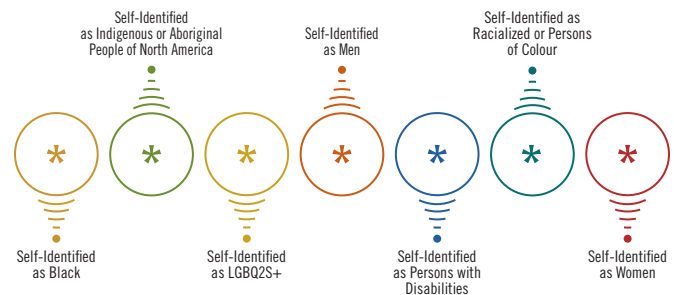 Self-Identified
as Indigenous or Aboriginal
People of North America
Self-Identified
as Men
Self-Identified as
Racialized or Persons
of Colour
*
*
*
*
*
*
*
Self-Identified
as Black
Self-Identified
as LGBQ2S+
Self-Identified
as Persons with
Disabilities
Self-Identified
as Women